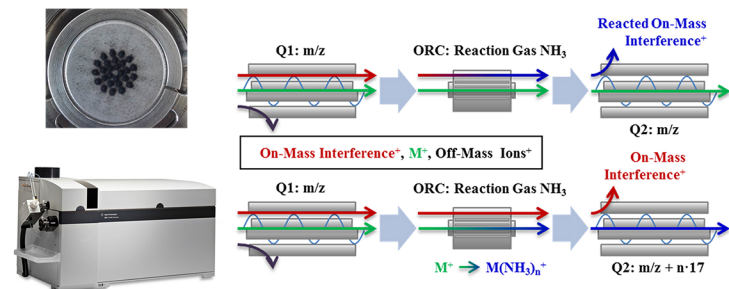 Q1: m/z
ORC: Reaction Gas NH₃
Reacted On-Mass
Interference⁺
Q2: m/z
On-Mass Interference⁺, M⁺, Off-Mass Ions⁺
Q1: m/z
ORC: Reaction Gas NH₃
On-Mass
Interference⁺
M⁺ → M(NH₃)ₙ⁺
Q2: m/z + n·17